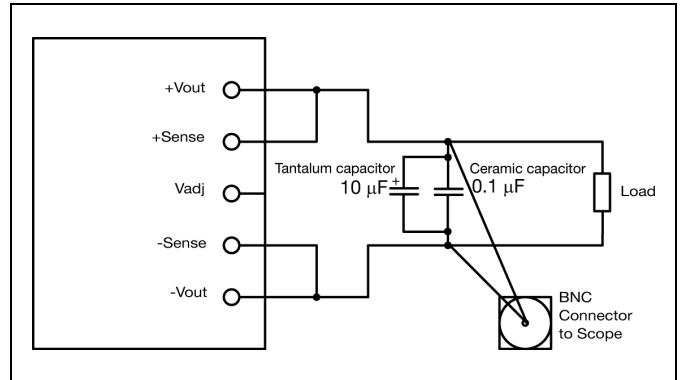 +Vout
+Sense
Vadj
-Sense
-Vout
Tantalum capacitor
10 µF +
Ceramic capacitor
0.1 µF
Load
BNC
Connector
to Scope